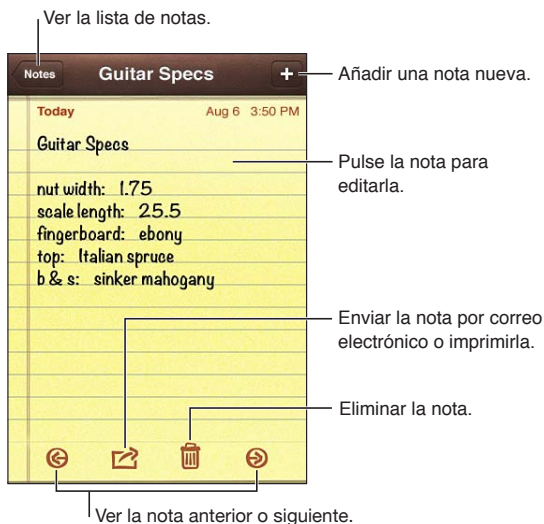 Ver la lista de notas.
Notes
Guitar Specs
+
Añadir una nota nueva.
Today
Aug 6 3:50 PM
Guitar Specs
Pulse la nota para
editarla.
nut width: 1.75
scale length: 25.5
fingerboard: ebony
top: Italian spruce
b & s: sinker mahogany
Enviar la nota por correo
electrónico o imprimirla.
Eliminar la nota.
Ver la nota anterior o siguiente.